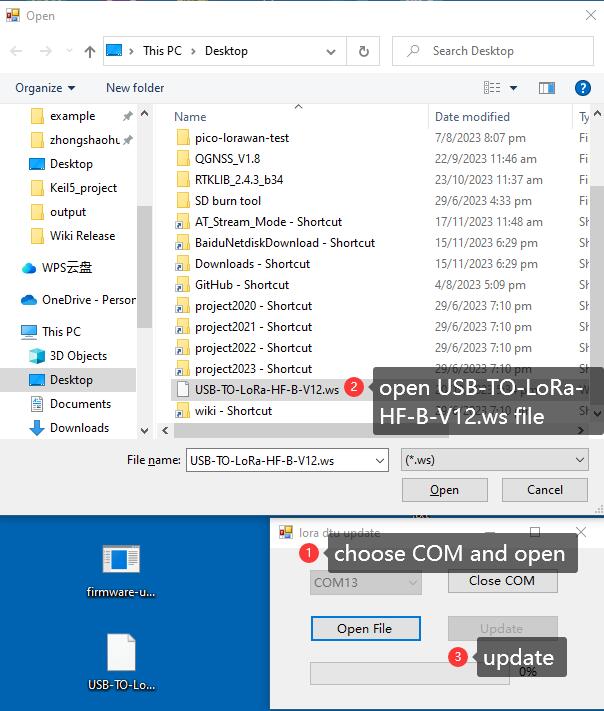 Open
This PC > Desktop
Search Desktop
Organize
New folder
example
zhongshaohu
Desktop
Keil5_project
output
Wiki Release
WPS云盘
OneDrive - Person
This PC
3D Objects
Desktop
Documents
Downloads
Name
Date modified
Ty
pico-lorawan-test
7/8/2023 8:07 pm
Fi
QGNSS_V1.8
22/9/2023 11:46 am
Fi
RTKLIB_2.4.3_b34
23/10/2023 11:37 am
Fi
SD burn tool
29/6/2023 4:33 pm
Fi
AT_Stream_Mode - Shortcut
17/11/2023 11:48 am
Sh
BaiduNetdiskDownload - Shortcut
15/11/2023 6:29 pm
Sh
Downloads - Shortcut
15/11/2023 6:29 pm
Sh
GitHub - Shortcut
4/8/2023 5:09 pm
Sh
project2020 - Shortcut
29/6/2023 7:10 pm
Sh
project2021 - Shortcut
29/6/2023 7:10 pm
Sh
project2022 - Shortcut
29/6/2023 7:10 pm
Sh
project2023 - Shortcut
29/6/2023 7:10 pm
Sh
USB-TO-LoRa-HF-B-V12.ws
wiki - Shortcut
2 open USB-TO-LoRa-
HF-B-V12.ws file
File name:
USB-TO-LoRa-HF-B-V12.ws
(*.ws)
Open
Cancel
firmware-u...
USB-TO-Lo...
lora dtu update
1 choose COM and open
COM13
Close COM
Open File
Update
3 update
0%